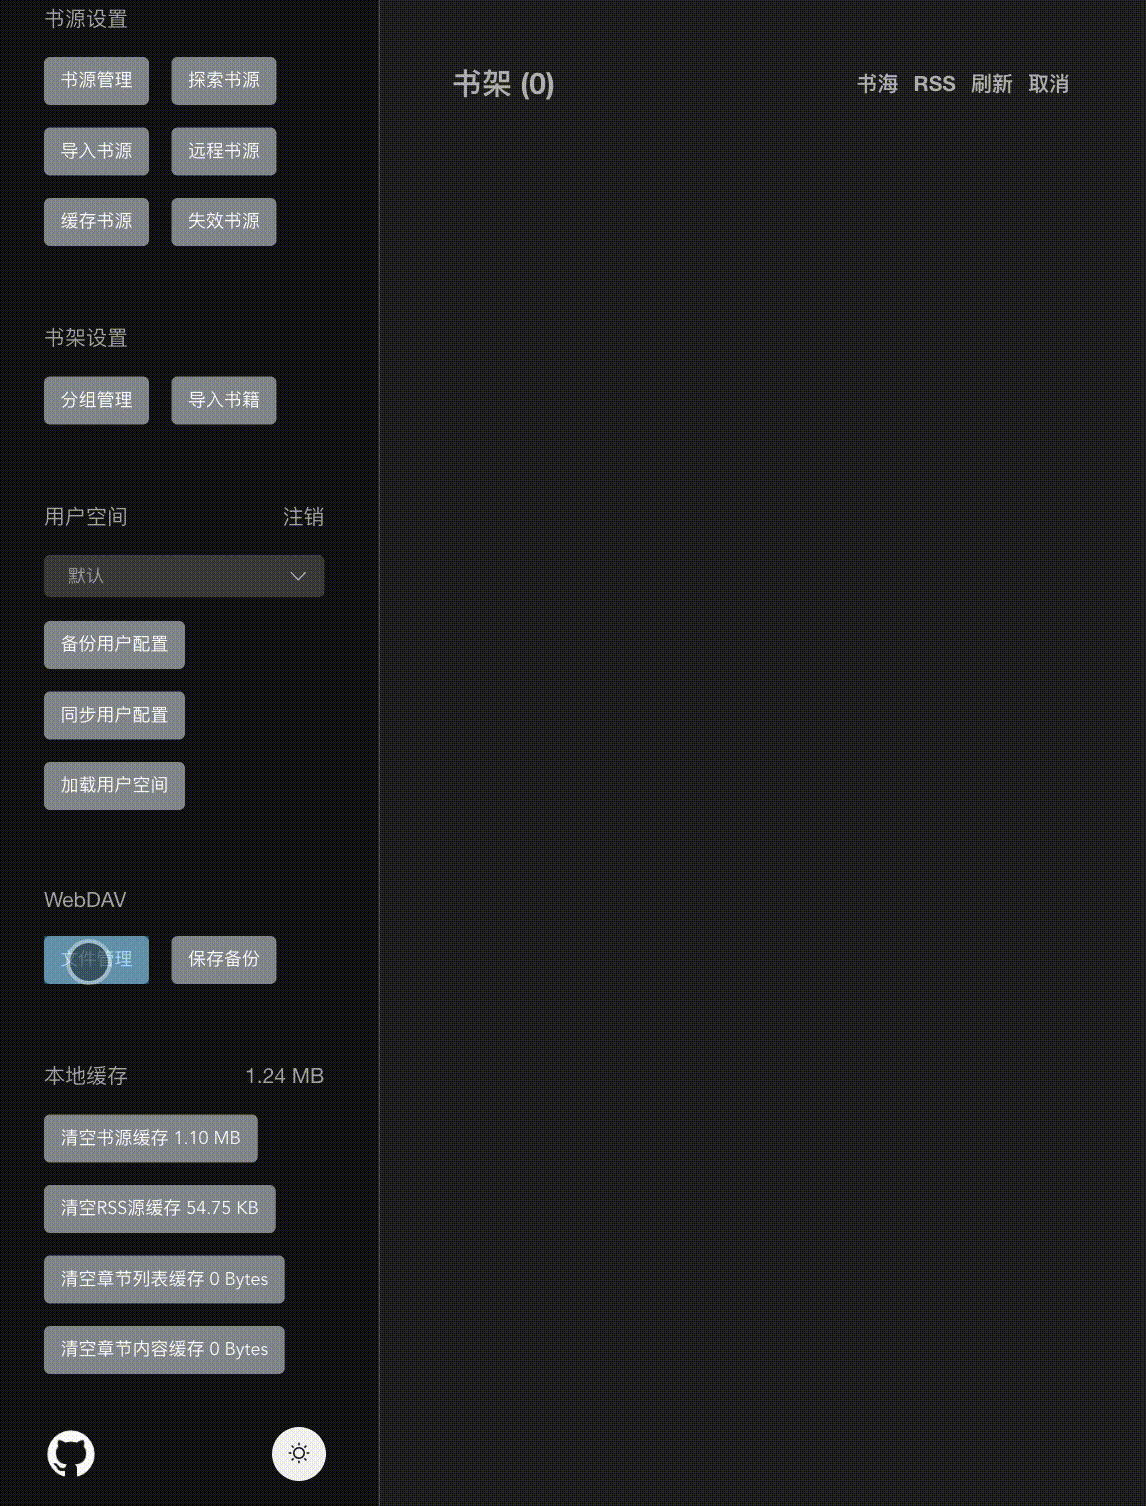 书源设置
书源管理 探索书源
导入书源 远程书源
缓存书源 失效书源
书架设置
分组管理 导入书籍
用户空间 注销
默认
备份用户配置
同步用户配置
加载用户空间
WebDAV
文件管理 保存备份
本地缓存 1.24 MB
清空书源缓存 1.10 MB
清空RSS源缓存 54.75 KB
清空章节列表缓存 0 Bytes
清空章节内容缓存 0 Bytes
书架 (0) 书海 RSS 刷新 取消